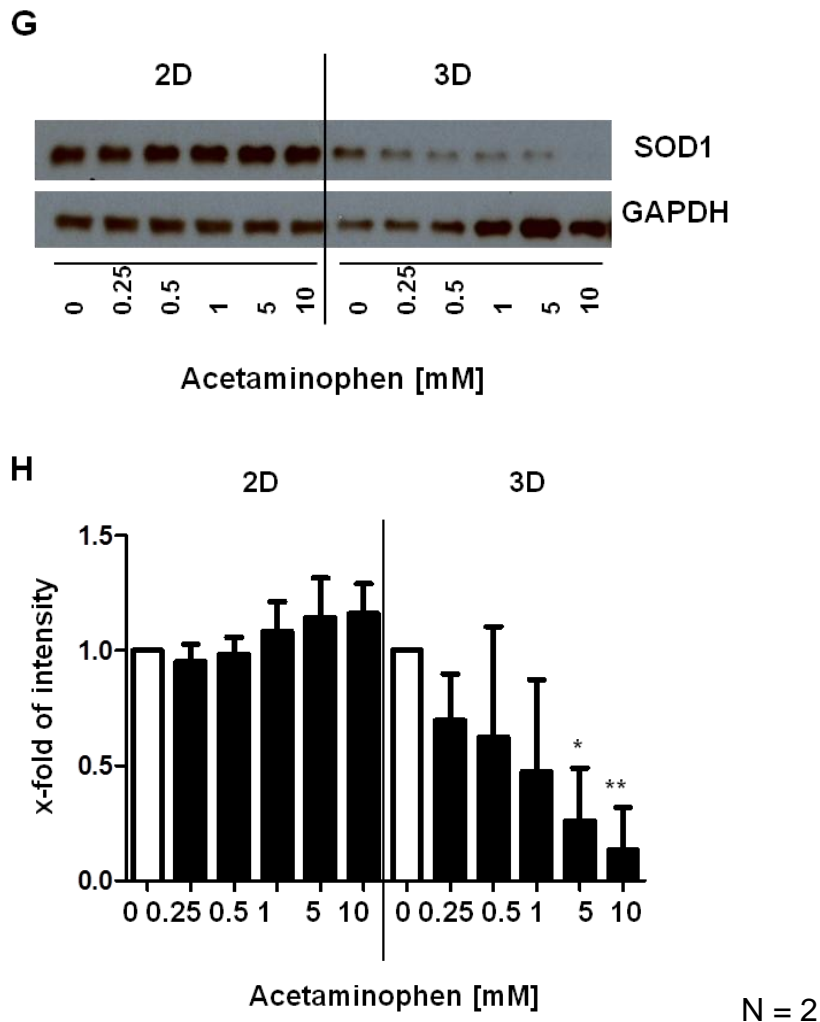 G
2D 3D
SOD1
GAPDH
0 0.25 0.5 1 5 10 0 0.25 0.5 1 5 10
Acetaminophen [mM]
H
2D 3D
1.5
1.0
0.5
0.0
x-fold of intensity
* **
0 0.25 0.5 1 5 10 0 0.25 0.5 1 5 10
Acetaminophen [mM]
N = 2